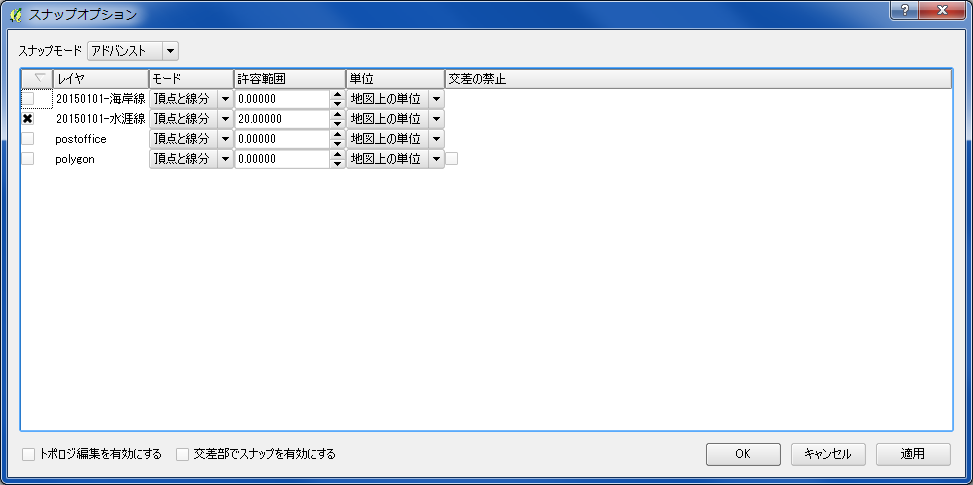 スナップオプション
スナップモード アドバンスト
レイヤ モード 許容範囲 単位 交差の禁止
20150101-海岸線 頂点と線分 0.00000 地図上の単位
20150101-水涯線 頂点と線分 20.00000 地図上の単位
postoffice 頂点と線分 0.00000 地図上の単位
polygon 頂点と線分 0.00000 地図上の単位
トポロジ編集を有効にする 交差部でスナップを有効にする OK キャンセル 適用